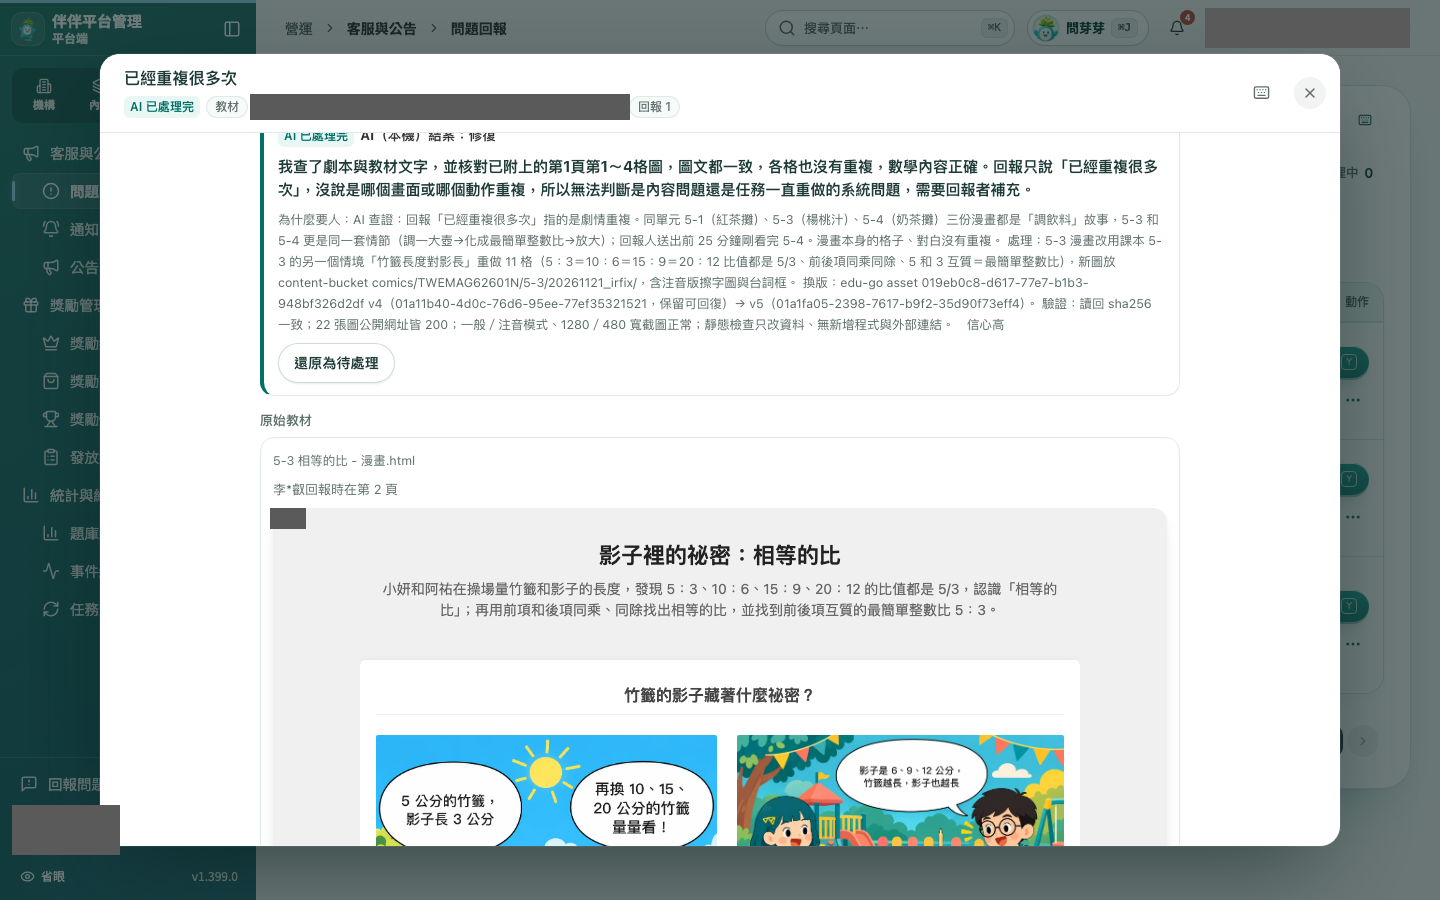 伴伴平台管理
平台端
營運
客服與公告
問題回報
搜尋頁面…
⌘K
問芽芽
⌘J
4
機構
客服與公
問題
通知
公告
獎勵管理
獎勵
獎勵
獎勵
發放
統計與
題庫
事件
任務
回報問題
省眼
v1.399.0
中 0
動作
Y
Y
Y
已經重複很多次
AI 已處理完
教材
回報 1
AI 已處理完 AI（本機）結案：修復
我查了劇本與教材文字，並核對已附上的第1頁第1～4格圖，圖文都一致，各格也沒有重複，數學內容正確。回報只說「已經重複很多
次」，沒說是哪個畫面或哪個動作重複，所以無法判斷是內容問題還是任務一直重做的系統問題，需要回報者補充。
為什麼要人：AI 查證：回報「已經重複很多次」指的是劇情重複。同單元 5-1（紅茶攤）、5-3（楊桃汁）、5-4（奶茶攤）三份漫畫都是「調飲料」故事，5-3 和
5-4 更是同一套情節（調一大壺→化成最簡單整數比→放大）；回報人送出前 25 分鐘剛看完 5-4。漫畫本身的格子、對白沒有重複。 處理：5-3 漫畫改用課本 5-
3 的另一個情境「竹籤長度對影長」重做 11 格（5：3＝10：6＝15：9＝20：12 比值都是 5/3、前後項同乘同除、5 和 3 互質＝最簡單整數比），新圖放
content-bucket comics/TWEMAG62601N/5-3/20261121_irfix/，含注音版擦字圖與台詞框。 換版：edu-go asset 019eb0c8-d617-77e7-b1b3-
948bf326d2df v4（01a11b40-4d0c-76d6-95ee-77ef35321521，保留可回復）→ v5（01a1fa05-2398-7617-b9f2-35d90f73eff4）。 驗證：讀回 sha256
一致；22 張圖公開網址皆 200；一般 / 注音模式、1280 / 480 寬截圖正常；靜態檢查只改資料、無新增程式與外部連結。 信心高
還原為待處理
原始教材
5-3 相等的比 - 漫畫.html
李*叡回報時在第 2 頁
影子裡的祕密：相等的比
小妍和阿祐在操場量竹籤和影子的長度，發現 5：3、10：6、15：9、20：12 的比值都是 5/3，認識「相等的
比」；再用前項和後項同乘、同除找出相等的比，並找到前後項互質的最簡單整數比 5：3。
竹籤的影子藏著什麼祕密？
5 公分的竹籤，
影子長 3 公分
再換 10、15、
20 公分的竹籤
量量看！
影子是 6、9、12 公分，
竹籤越長，影子也越長